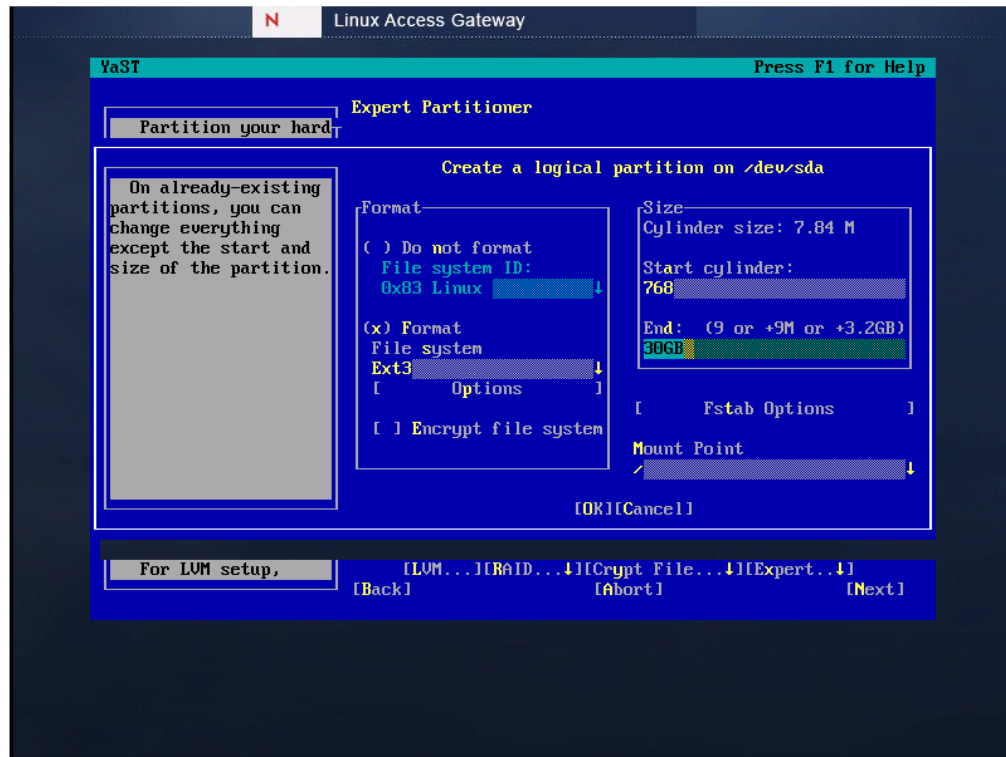 N Linux Access Gateway
YaST Press F1 for Help
Expert Partitioner
Partition your hard
Create a logical partition on /dev/sda
On already-existing
partitions, you can
change everything
except the start and
size of the partition.
Format
( ) Do not format
File system ID:
0x83 Linux ↓
(x) Format
File system
Ext3 ↓
[ Options ]
[ ] Encrypt file system
Size
Cylinder size: 7.84 M
Start cylinder:
768
End: (9 or +9M or +3.2GB)
30GB
[ Fstab Options ]
Mount Point
/ ↓
[OK][Cancel]
For LVM setup,
[LVM...][RAID...↓][Crypt File...↓][Expert..↓]
[Back] [Abort] [Next]